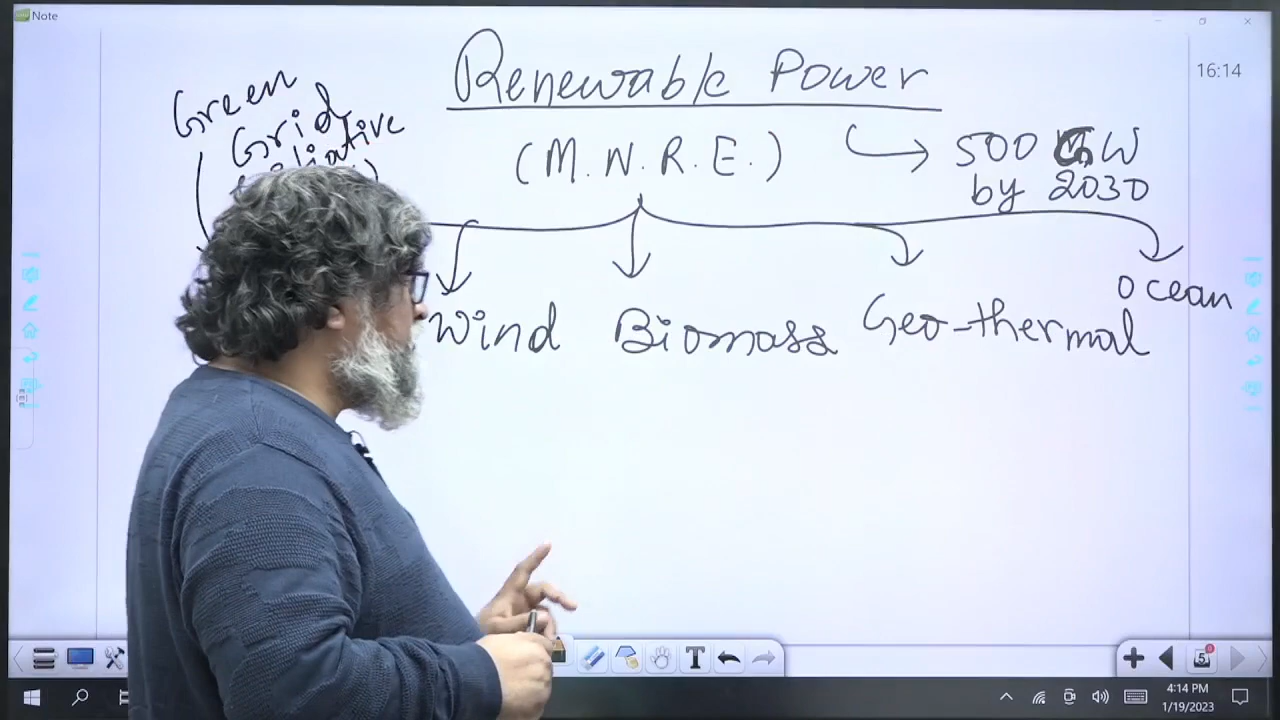 Note
16:14
Renewable Power
(M.N.R.E.)
500 GW
by 2030
Green
Grid
Wind
Biomass
Geo-thermal
Ocean
T
5
4:14 PM
1/19/2023